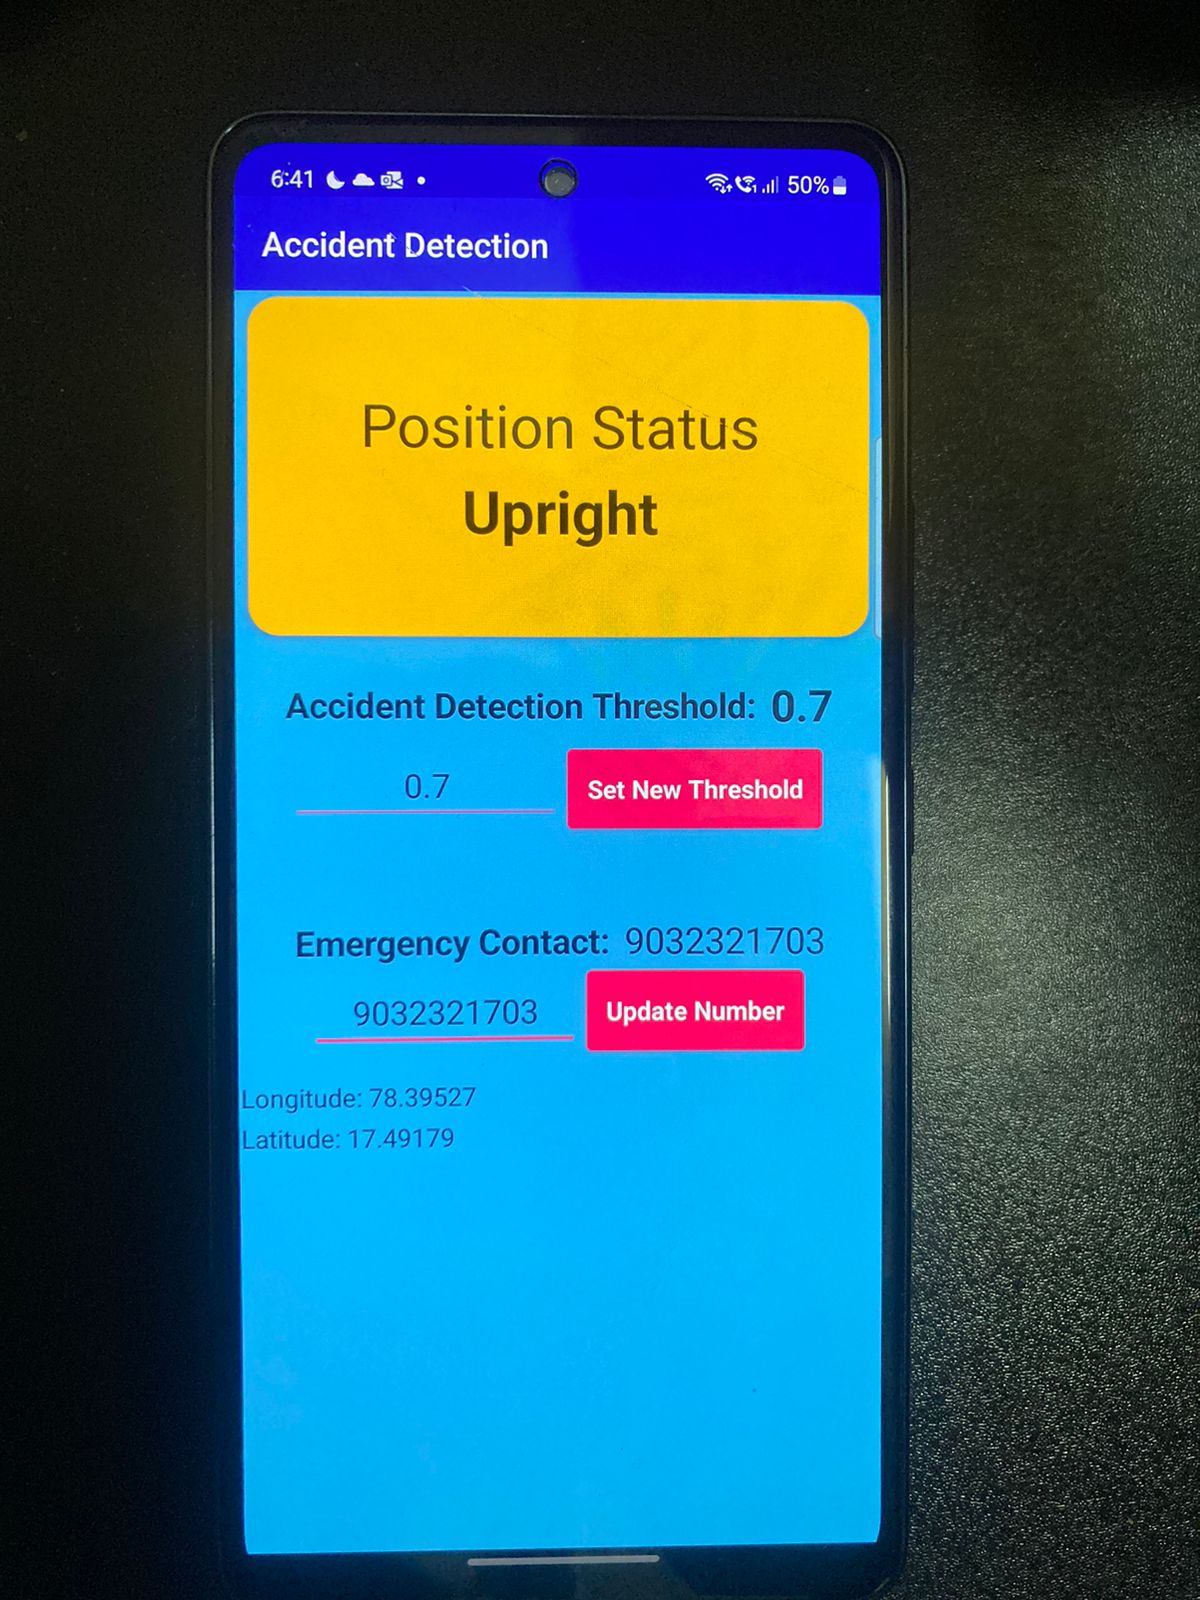 6:41 50%
Accident Detection
Position Status
Upright
Accident Detection Threshold: 0.7
0.7 Set New Threshold
Emergency Contact: 9032321703
9032321703 Update Number
Longitude: 78.39527
Latitude: 17.49179